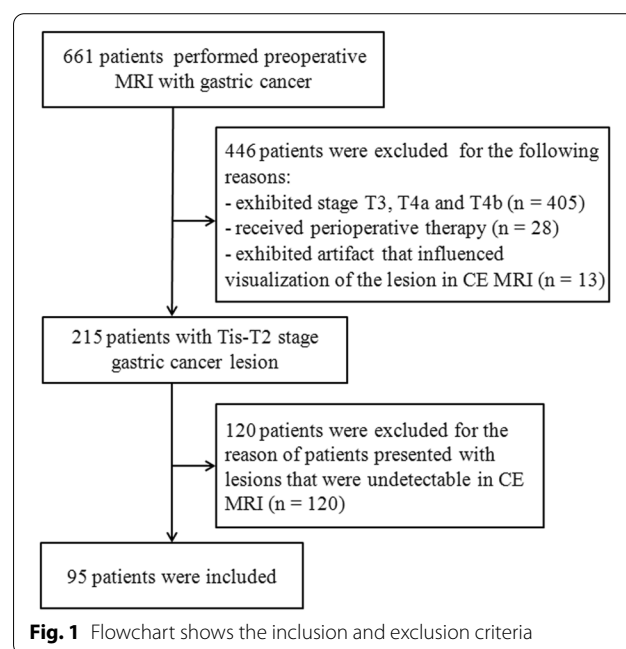 661 patients performed preoperative
MRI with gastric cancer
446 patients were excluded for the following
reasons:
- exhibited stage T3, T4a and T4b (n = 405)
- received perioperative therapy (n = 28)
- exhibited artifact that influenced
visualization of the lesion in CE MRI (n = 13)
215 patients with Tis-T2 stage
gastric cancer lesion
120 patients were excluded for the
reason of patients presented with
lesions that were undetectable in CE
MRI (n = 120)
95 patients were included
Fig. 1 Flowchart shows the inclusion and exclusion criteria